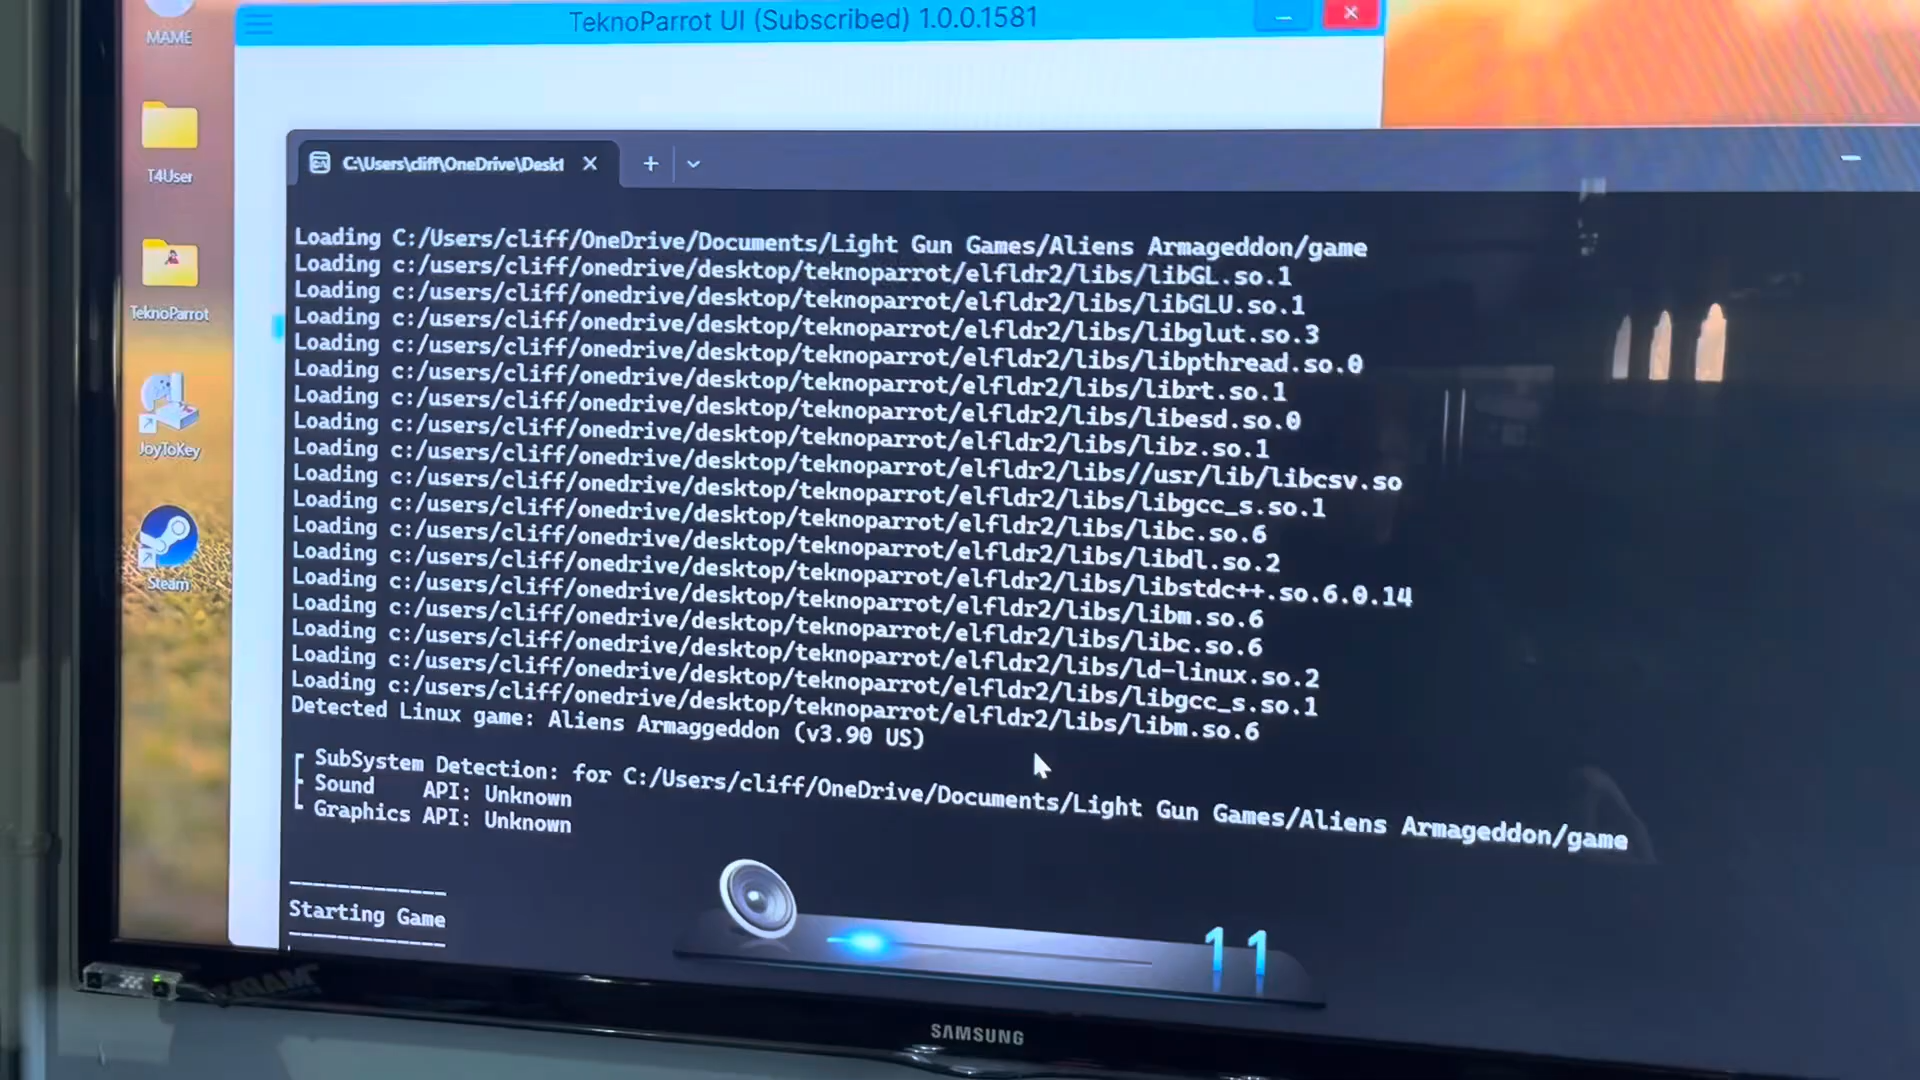 TeknoParrot UI (Subscribed) 1.0.0.1581
MAME
T4User
TeknoParrot
JoyToKey
Steam
C:\Users\cliff\OneDrive\Deskt
Loading C:/Users/cliff/OneDrive/Documents/Light Gun Games/Aliens Armageddon/game
Loading c:/users/cliff/onedrive/desktop/teknoparrot/elfldr2/libs/libGL.so.1
Loading c:/users/cliff/onedrive/desktop/teknoparrot/elfldr2/libs/libGLU.so.1
Loading c:/users/cliff/onedrive/desktop/teknoparrot/elfldr2/libs/libglut.so.3
Loading c:/users/cliff/onedrive/desktop/teknoparrot/elfldr2/libs/libpthread.so.0
Loading c:/users/cliff/onedrive/desktop/teknoparrot/elfldr2/libs/librt.so.1
Loading c:/users/cliff/onedrive/desktop/teknoparrot/elfldr2/libs/libesd.so.0
Loading c:/users/cliff/onedrive/desktop/teknoparrot/elfldr2/libs/libz.so.1
Loading c:/users/cliff/onedrive/desktop/teknoparrot/elfldr2/libs//usr/lib/libcsv.so
Loading c:/users/cliff/onedrive/desktop/teknoparrot/elfldr2/libs/libgcc_s.so.1
Loading c:/users/cliff/onedrive/desktop/teknoparrot/elfldr2/libs/libc.so.6
Loading c:/users/cliff/onedrive/desktop/teknoparrot/elfldr2/libs/libdl.so.2
Loading c:/users/cliff/onedrive/desktop/teknoparrot/elfldr2/libs/libstdc++.so.6.0.14
Loading c:/users/cliff/onedrive/desktop/teknoparrot/elfldr2/libs/libm.so.6
Loading c:/users/cliff/onedrive/desktop/teknoparrot/elfldr2/libs/libc.so.6
Loading c:/users/cliff/onedrive/desktop/teknoparrot/elfldr2/libs/ld-linux.so.2
Loading c:/users/cliff/onedrive/desktop/teknoparrot/elfldr2/libs/libgcc_s.so.1
Loading c:/users/cliff/onedrive/desktop/teknoparrot/elfldr2/libs/libm.so.6
Detected Linux game: Aliens Armaggeddon (v3.90 US)
SubSystem Detection: for C:/Users/cliff/OneDrive/Documents/Light Gun Games/Aliens Armageddon/game
Sound API: Unknown
Graphics API: Unknown
Starting Game
11
SAMSUNG